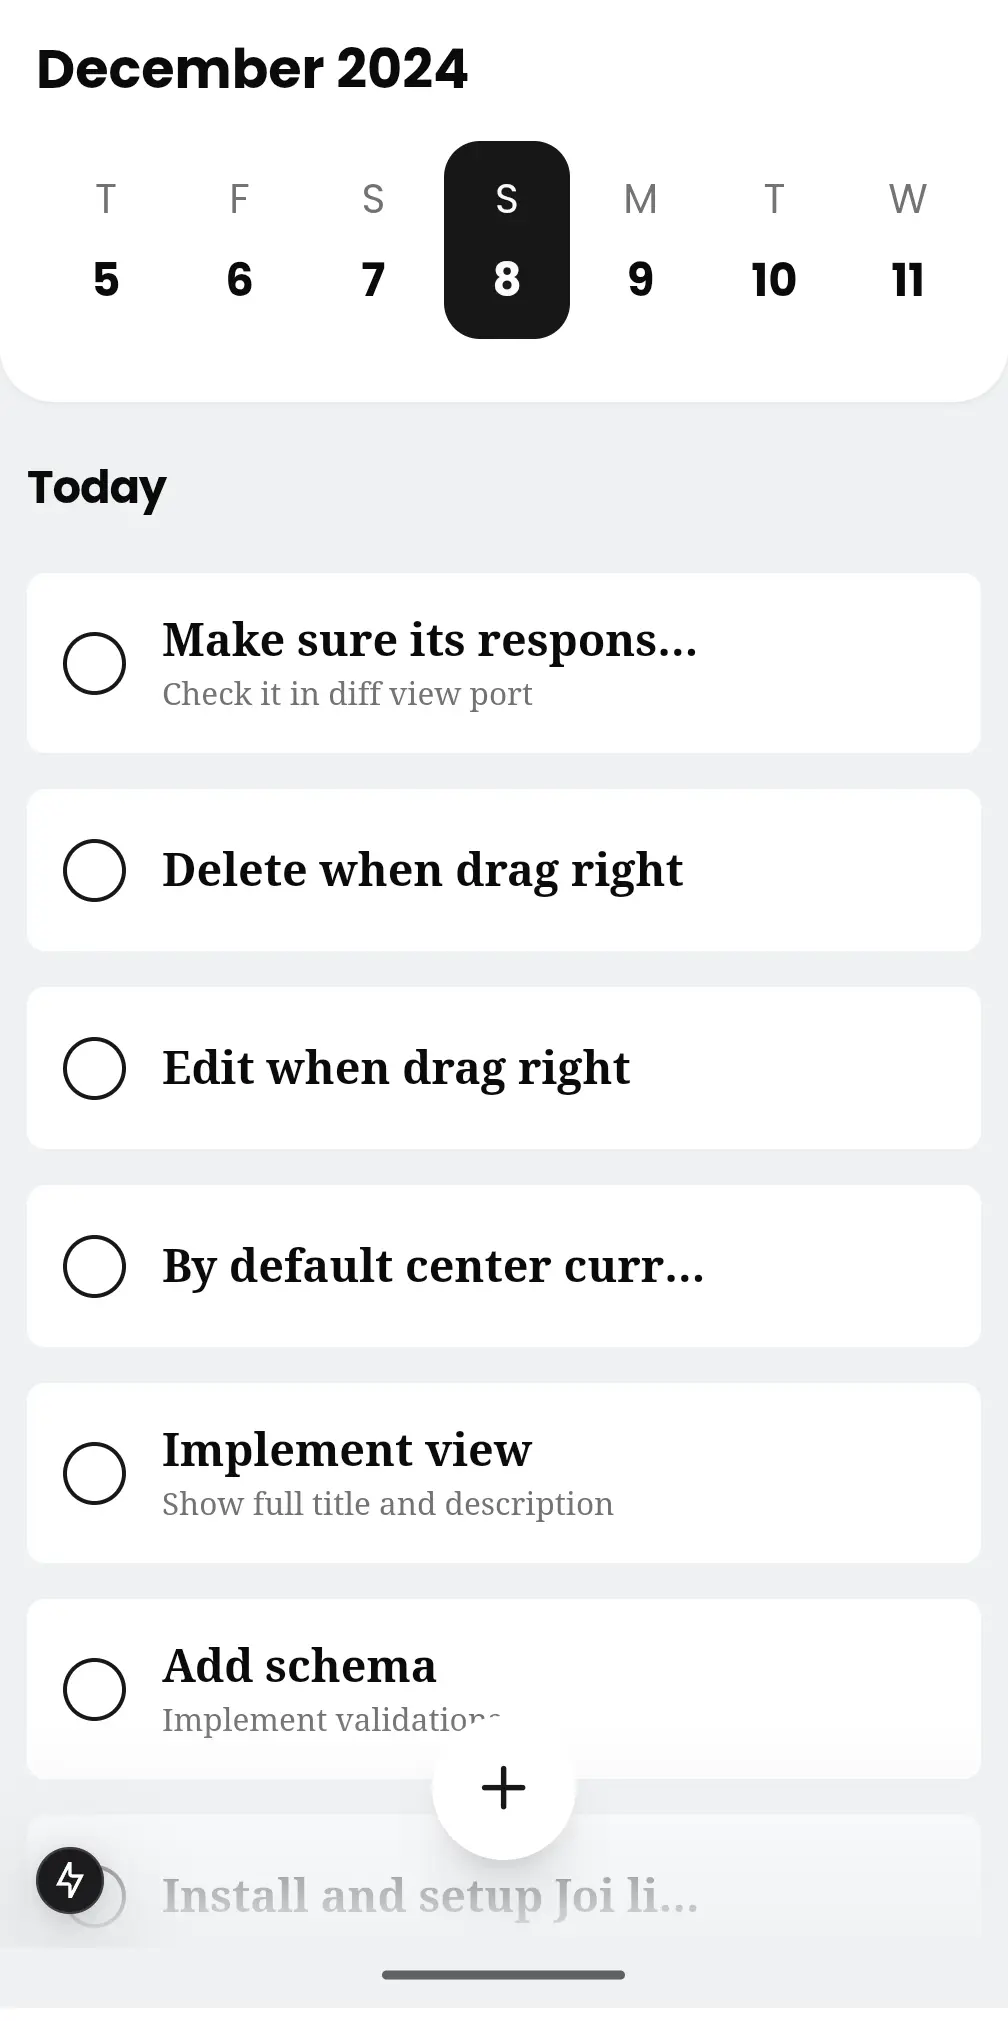 December 2024
T F S S M T W
5 6 7 8 9 10 11
Today
Make sure its respons...
Check it in diff view port
Delete when drag right
Edit when drag right
By default center curr...
Implement view
Show full title and description
Add schema
Implement validations
Install and setup Joi li...